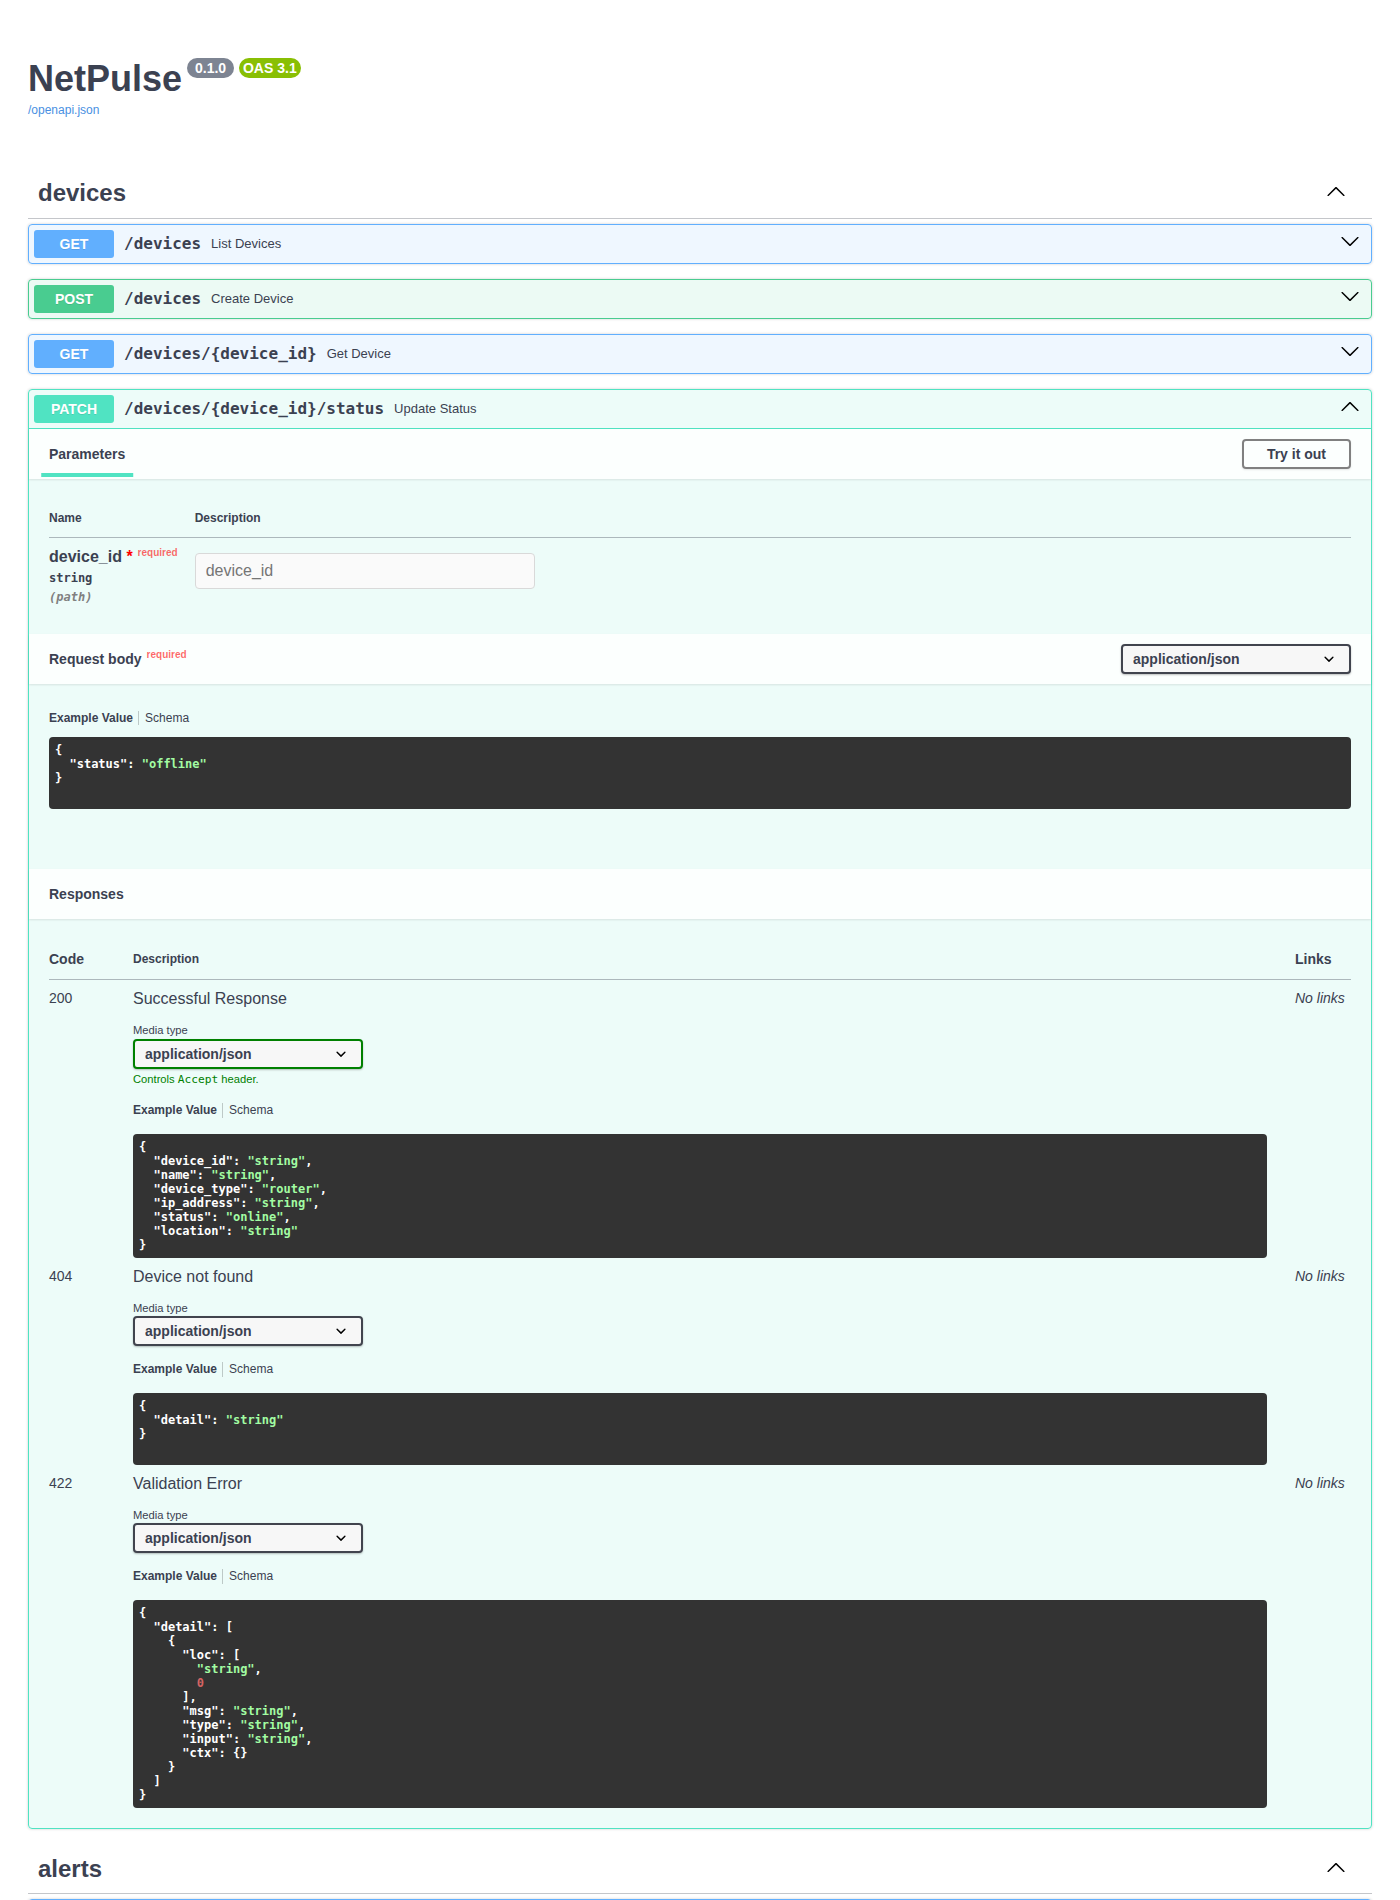 NetPulse 0.1.0 OAS 3.1
/openapi.json
devices
GET /devices List Devices
POST /devices Create Device
GET /devices/{device_id} Get Device
PATCH /devices/{device_id}/status Update Status
Parameters Try it out
Name Description
device_id * required device_id
string
(path)
Request body required application/json
Example Value Schema
{
  "status": "offline"
}
Responses
Code Description Links
200 Successful Response No links
Media type
application/json
Controls Accept header.
Example Value Schema
{
  "device_id": "string",
  "name": "string",
  "device_type": "router",
  "ip_address": "string",
  "status": "online",
  "location": "string"
}
404 Device not found No links
Media type
application/json
Example Value Schema
{
  "detail": "string"
}
422 Validation Error No links
Media type
application/json
Example Value Schema
{
  "detail": [
    {
      "loc": [
        "string",
        0
      ],
      "msg": "string",
      "type": "string",
      "input": "string",
      "ctx": {}
    }
  ]
}
alerts